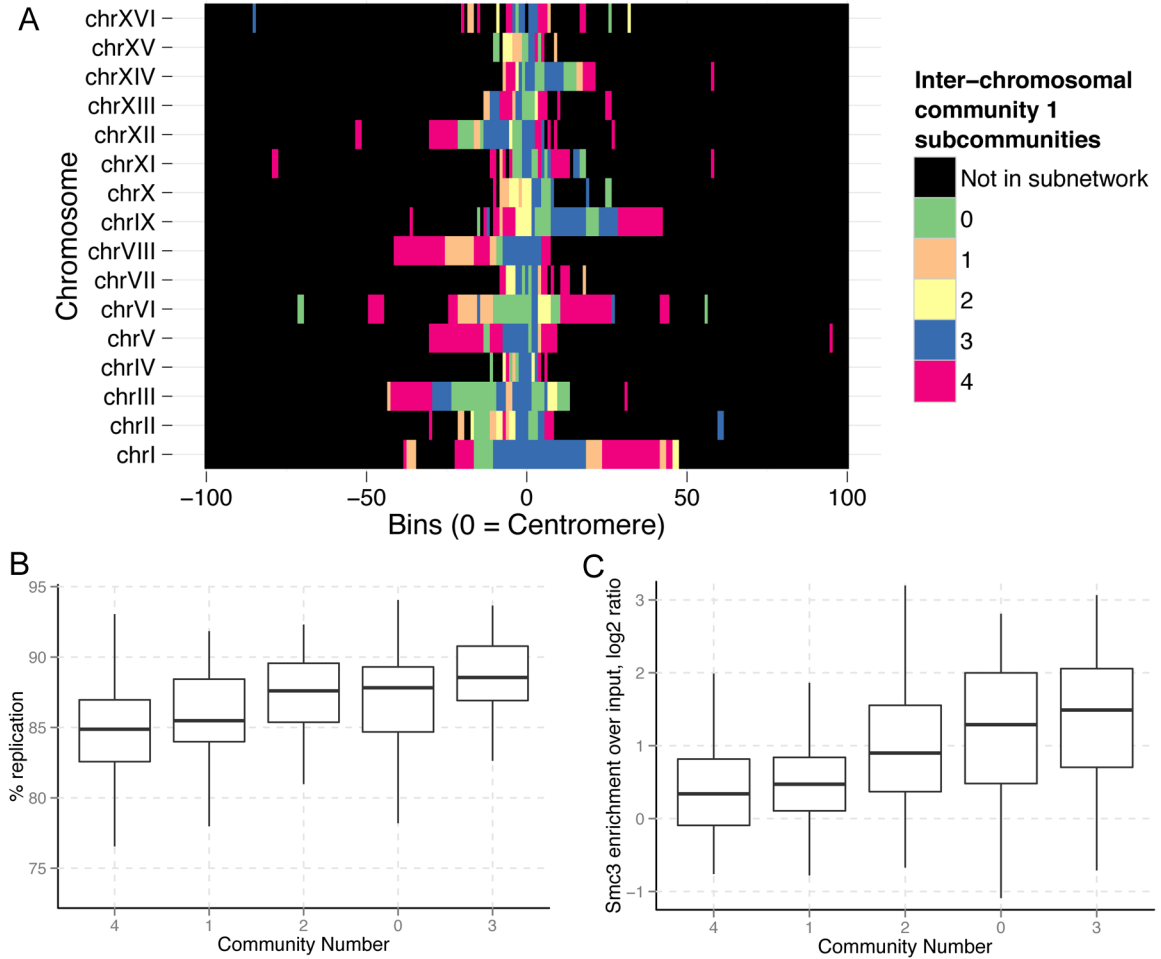 A
chrXVI
chrXV
chrXIV
chrXIII
chrXII
chrXI
chrX
chrIX
chrVIII
chrVII
chrVI
chrV
chrIV
chrIII
chrII
chrI
Chromosome
−100
−50
0
50
100
Bins (0 = Centromere)
Inter−chromosomal
community 1
subcommunities
Not in subnetwork
0
1
2
3
4
B
95
90
85
80
75
% replication
4
1
2
0
3
Community Number
C
3
2
1
0
−1
Smc3 enrichment over input, log2 ratio
4
1
2
0
3
Community Number